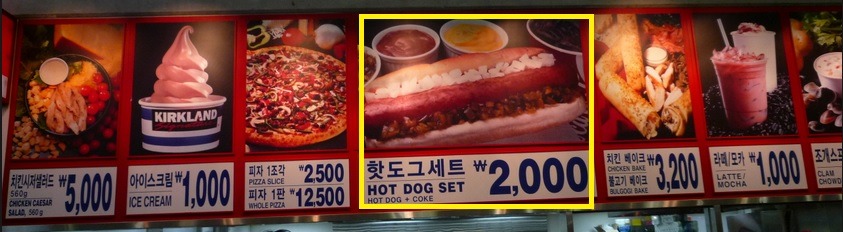 치킨시저샐러드
560g
CHICKEN CAESAR
SALAD, 560 g
₩5,000
KIRKLAND
아이스크림
ICE CREAM
₩1,000
피자 1조각
PIZZA SLICE
₩2,500
피자 1판
WHOLE PIZZA
₩12,500
핫도그세트
HOT DOG SET
HOT DOG + COKE
₩2,000
치킨 베이크
CHICKEN BAKE
불고기 베이크
BULGOGI BAKE
₩3,200
라떼/모카
LATTE/
MOCHA
₩1,000
조개스
CLAM
CHOWD